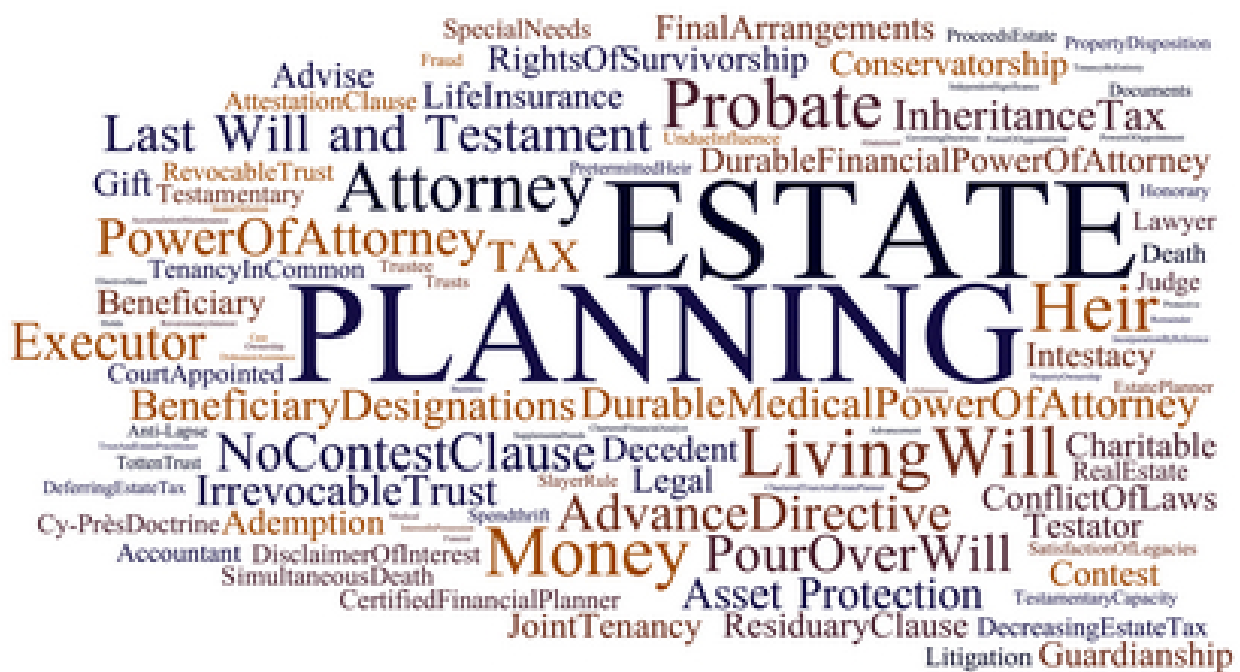 SpecialNeeds FinalArrangements ProceedsEstate PropertyDisposition
Fraud RightsOfSurvivorship Conservatorship TenancyByEntirety
Advise
AttestationClause LifeInsurance Probate InheritanceTax Documents
Last Will and Testament UndueInfluence
PretermittedHeir DurableFinancialPowerOfAttorney
Gift RevocableTrust Attorney ESTATE Honorary
Testamentary Lawyer
PowerOfAttorney TAX Death
TenancyInCommon Trustee Judge
Trusts
Beneficiary PLANNING Heir
Executor Intestacy
CourtAppointed EstatePlanner
BeneficiaryDesignations DurableMedicalPowerOfAttorney
Anti-Lapse NoContestClause Decedent LivingWill Charitable
TottenTrust RealEstate
DeferringEstateTax IrrevocableTrust SlayerRule Legal ConflictOfLaws
Cy-PrèsDoctrine Ademption Spendthrift AdvanceDirective Testator
Accountant DisclaimerOfInterest Money PourOverWill SatisfactionOfLegacies
SimultaneousDeath Contest
CertifiedFinancialPlanner Asset Protection TestamentaryCapacity
JointTenancy ResiduaryClause DecreasingEstateTax
Litigation Guardianship